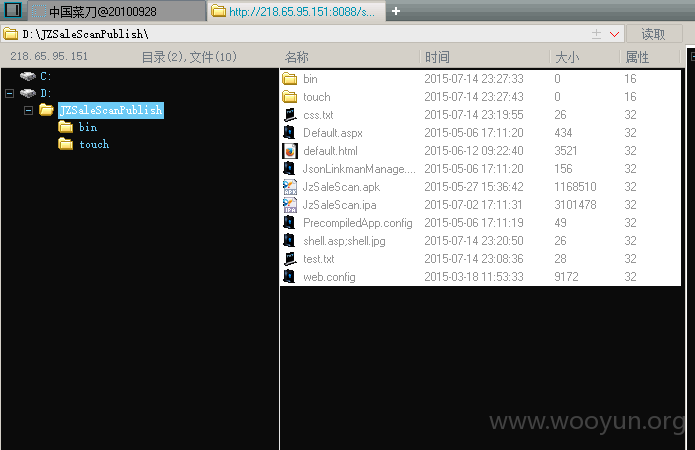 中国菜刀@20100928
http://218.65.95.151:8088/s...
+
D:\JZSaleScanPublish\
读取
218.65.95.151 目录(2),文件(10)
名称 时间 大小 属性
C:
D:
JZSaleScanPublish
bin
touch
bin 2015-07-14 23:27:33 0 16
touch 2015-07-14 23:27:43 0 16
css.txt 2015-07-14 23:19:55 26 32
Default.aspx 2015-05-06 17:11:20 434 32
default.html 2015-06-12 09:22:40 3521 32
JsonLinkmanManage.... 2015-05-06 17:11:20 156 32
JzSaleScan.apk 2015-05-27 15:36:42 1168510 32
JzSaleScan.ipa 2015-07-02 17:11:31 3101478 32
PrecompiledApp.config 2015-05-06 17:11:19 49 32
shell.asp;shell.jpg 2015-07-14 23:20:50 26 32
test.txt 2015-07-14 23:08:36 28 32
web.config 2015-03-18 11:53:33 9172 32
www.wooyun.org